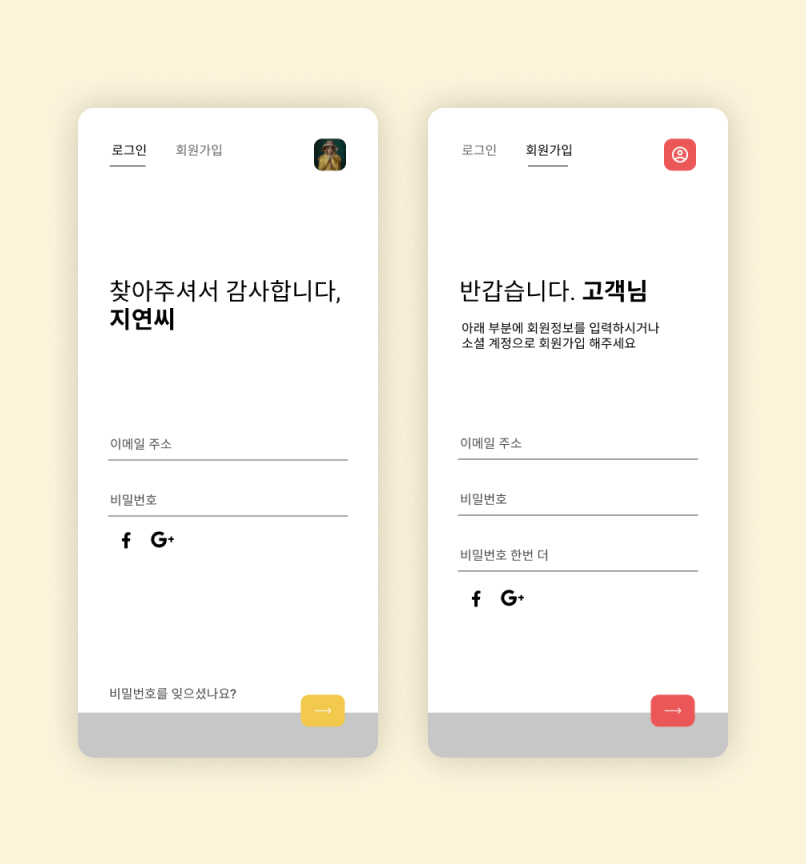 로그인 회원가입
찾아주셔서 감사합니다,
지연씨
이메일 주소
비밀번호
G+
비밀번호를 잊으셨나요?
로그인 회원가입
반갑습니다. 고객님
아래 부분에 회원정보를 입력하시거나
소셜 계정으로 회원가입 해주세요
이메일 주소
비밀번호
비밀번호 한번 더
G+